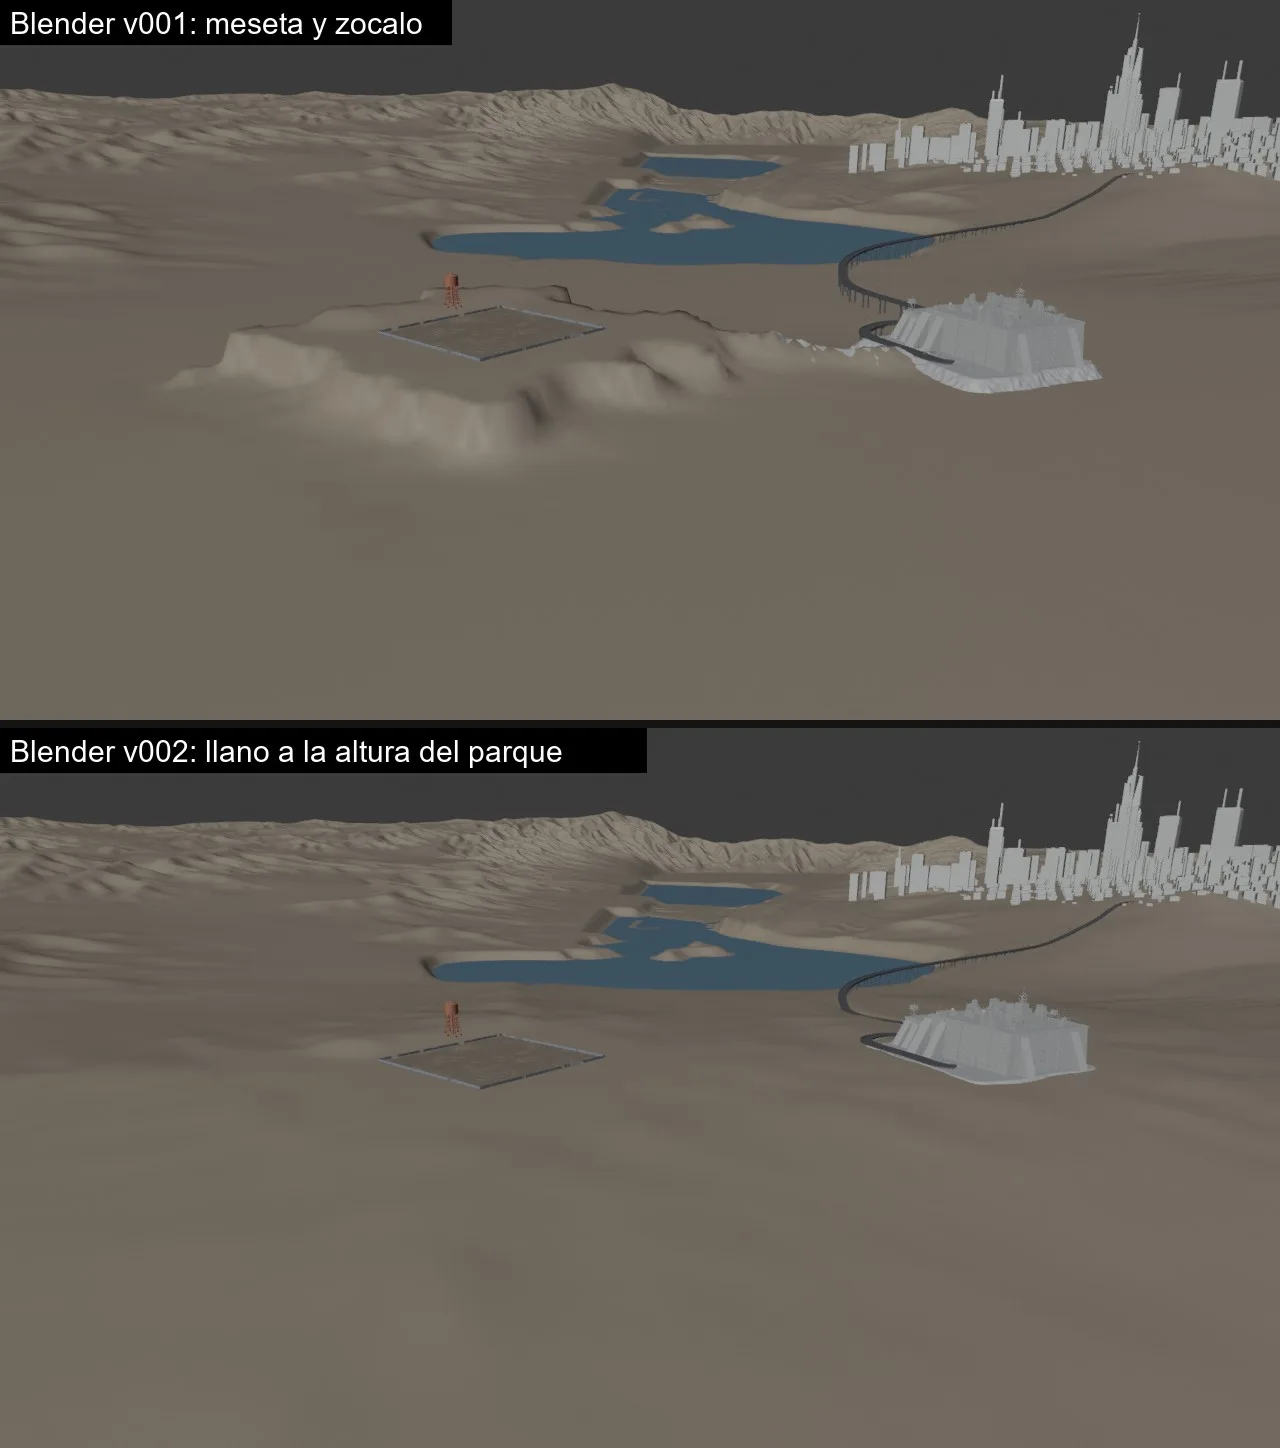 Blender v001: meseta y zocalo
Blender v002: llano a la altura del parque